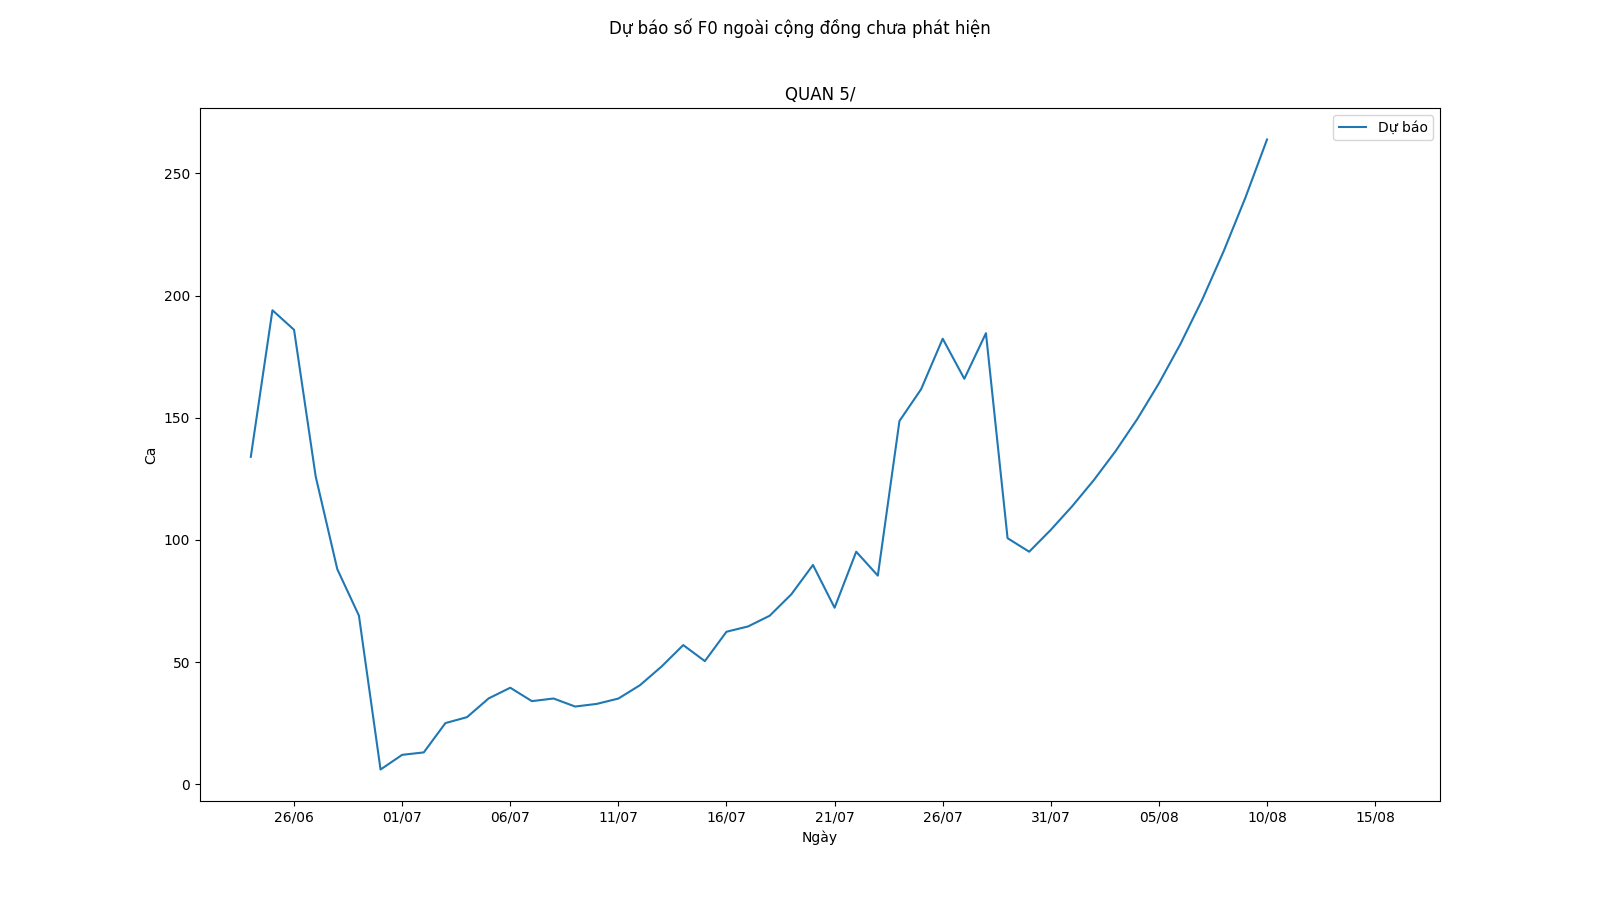 Dự báo số F0 ngoài cộng đồng chưa phát hiện
QUAN 5/
Dự báo
250
200
150
100
50
0
Ca
26/06 01/07 06/07 11/07 16/07 21/07 26/07 31/07 05/08 10/08 15/08
Ngày